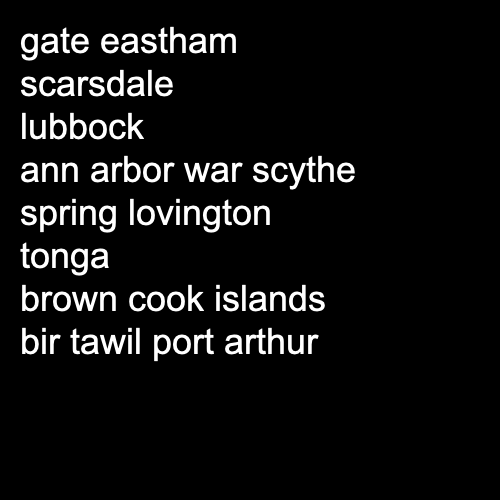 gate eastham
scarsdale
lubbock
ann arbor war scythe
spring lovington
tonga
brown cook islands
bir tawil port arthur